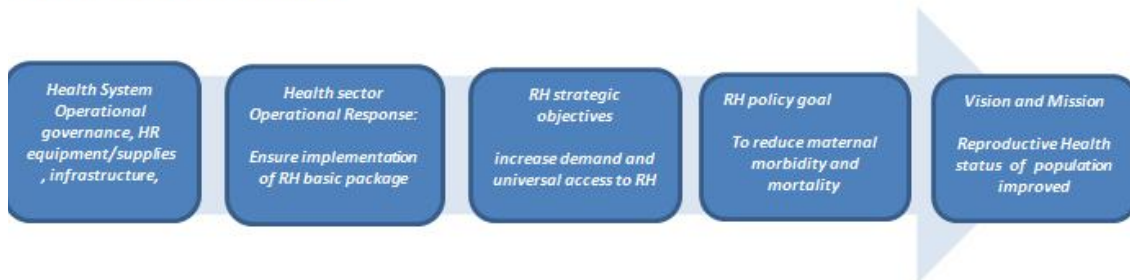 Health System
Operational
governance, HR
equipment/supplies
, infrastructure,
Health sector
Operational Response:
Ensure implementation
of RH basic package
RH strategic
objectives
increase demand and
universal access to RH
RH policy goal
To reduce maternal
morbidity and
mortality
Vision and Mission
Reproductive Health
status of population
improved